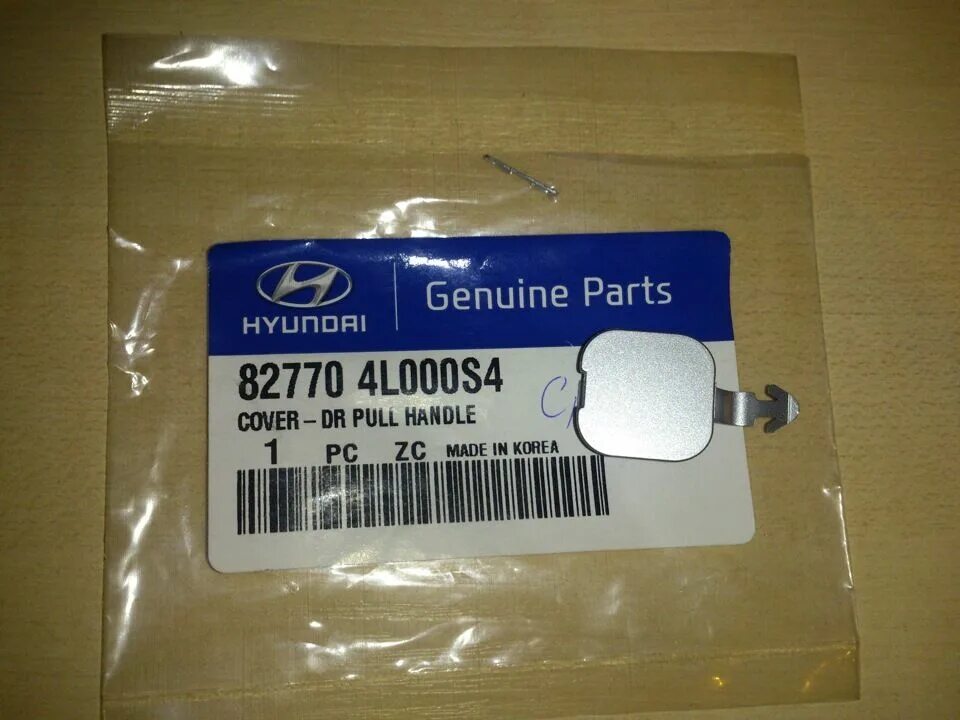 HYUNDAI
Genuine Parts
82770 4L000S4
COVER-DR PULL HANDLE
1 PC ZC MADE IN KOREA